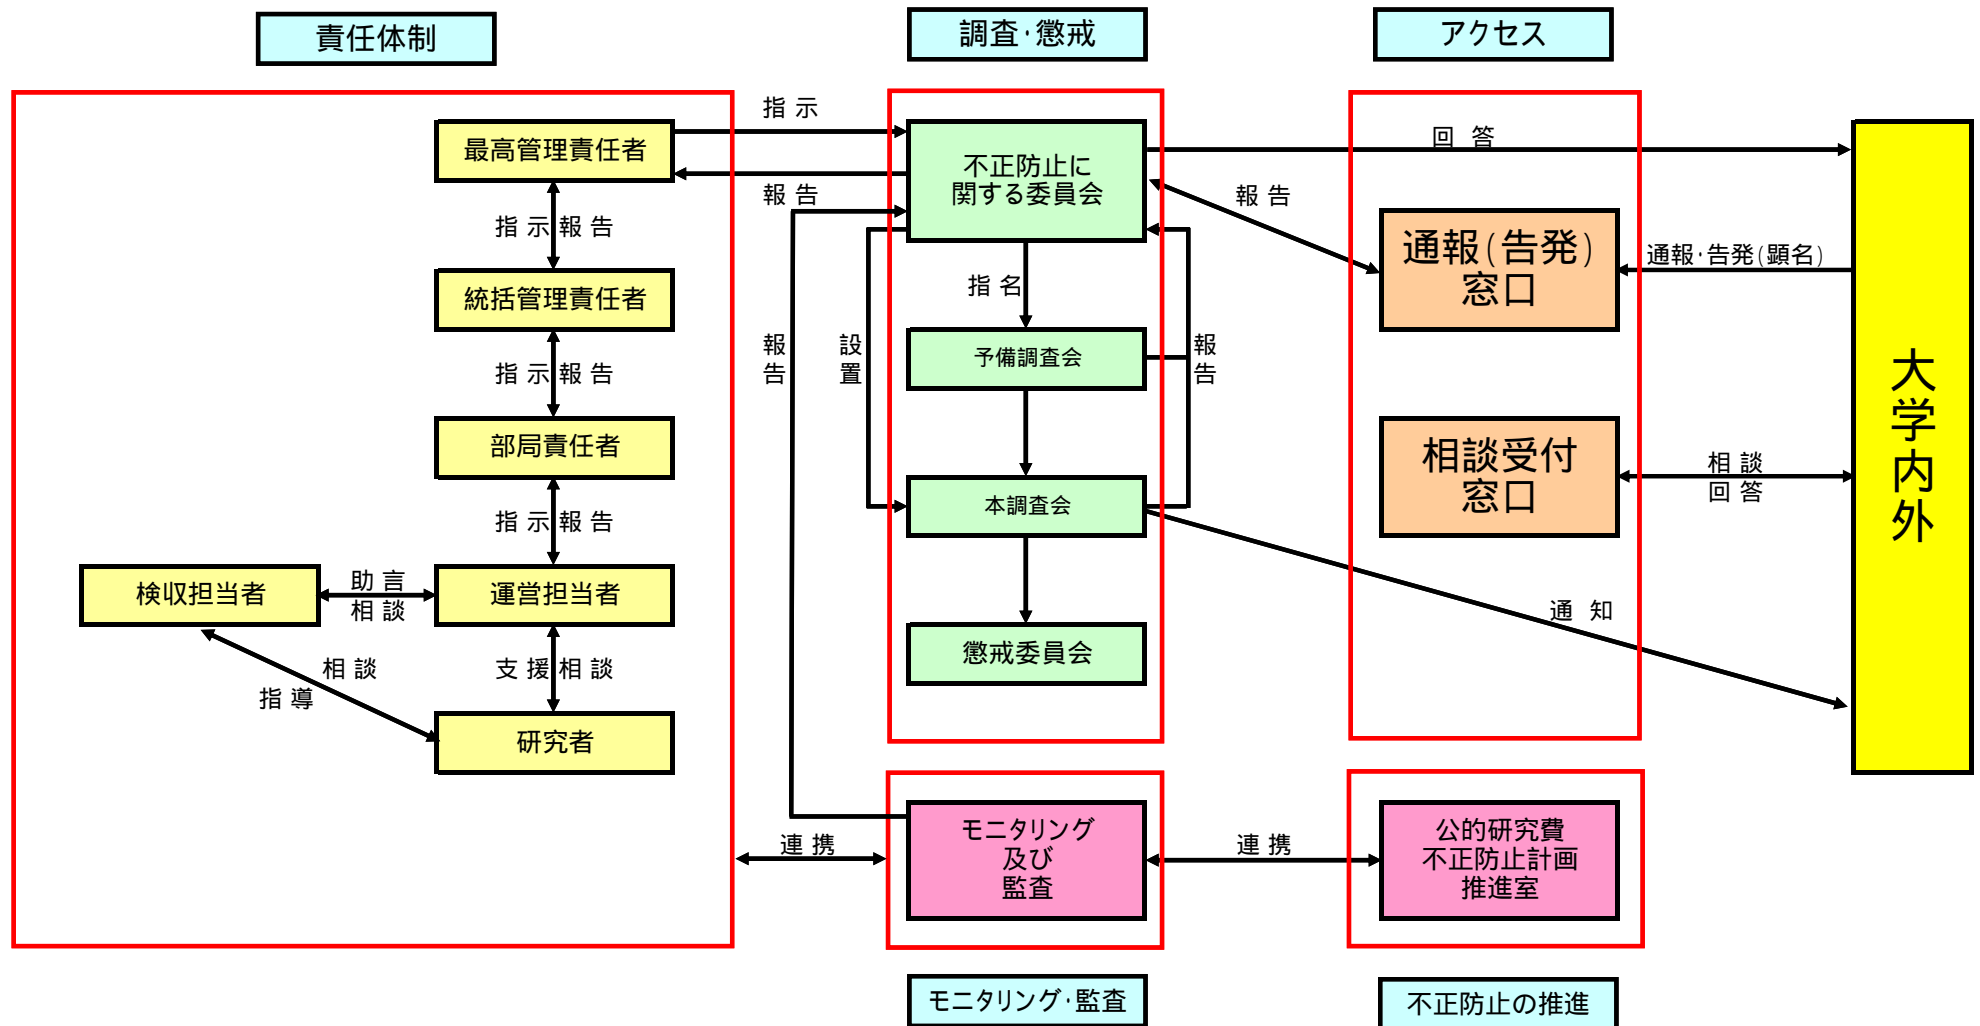 責任体制
調査・懲戒
アクセス
指示
最高管理責任者
不正防止に
関する委員会
回答
報告
報告
指示 報告
通報(告発)
窓口
通報・告発(顕名)
統括管理責任者
指名
報告
設置
予備調査会
報告
指示 報告
大学内外
部局責任者
相談受付
窓口
相談
回答
本調査会
指示 報告
検収担当者
助言
相談
運営担当者
通知
懲戒委員会
相談
指導
支援 相談
研究者
モニタリング
及び
監査
連携
連携
公的研究費
不正防止計画
推進室
モニタリング・監査
不正防止の推進